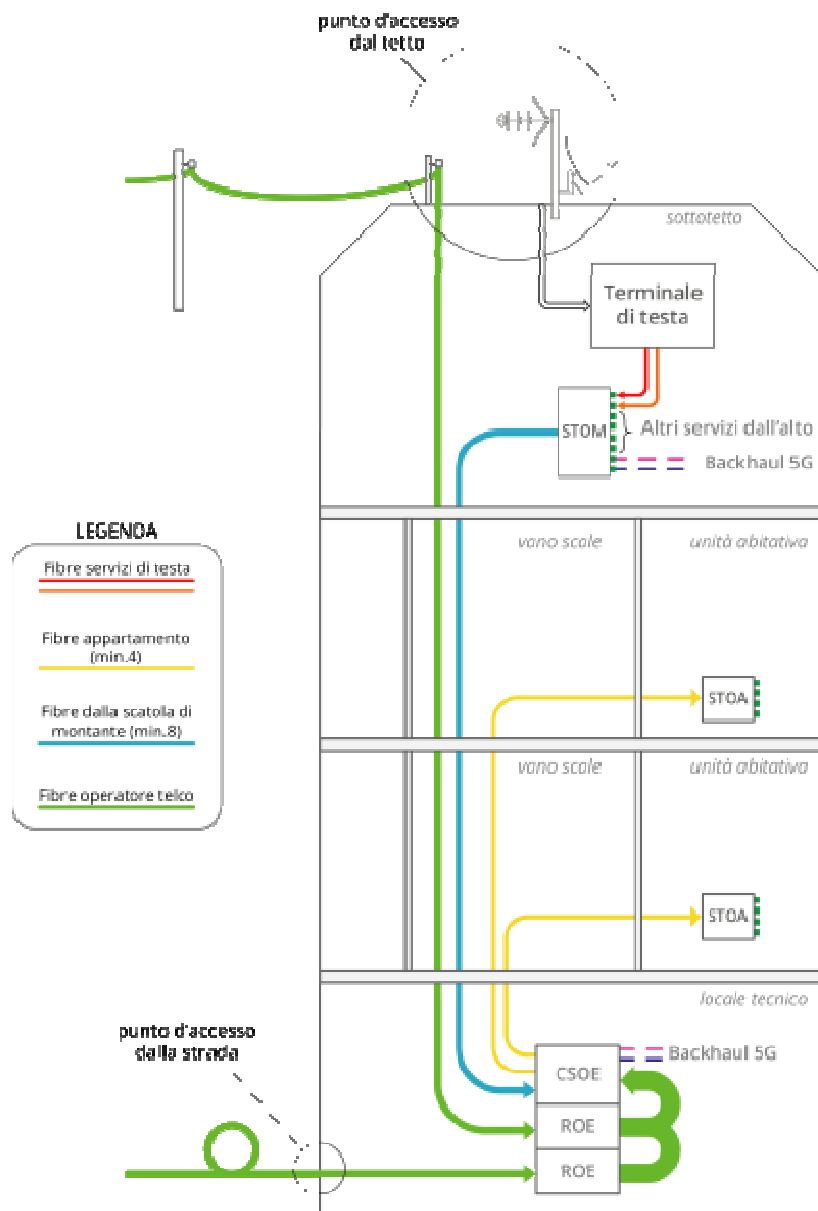 punto d'accesso
dal tetto
sottotetto
Terminale
di testa
STOM
Altri servizi dall'alto
Backhaul 5G
LEGENDA
Fibre servizi di testa
Fibre appartamento
(min.4)
Fibre dalla scatolla di
montante (min.8)
Fibre operatore telco
vano scale
unità abitativa
STOA
vano scale
unità abitativa
STOA
locale tecnico
punto d'accesso
dalla strada
CSOE
Backhaul 5G
ROE
ROE